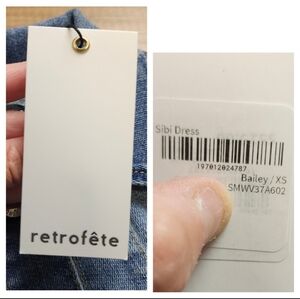 retrofête
Sibi Dress
197012024787
Bailey / XS
SMWV37A602